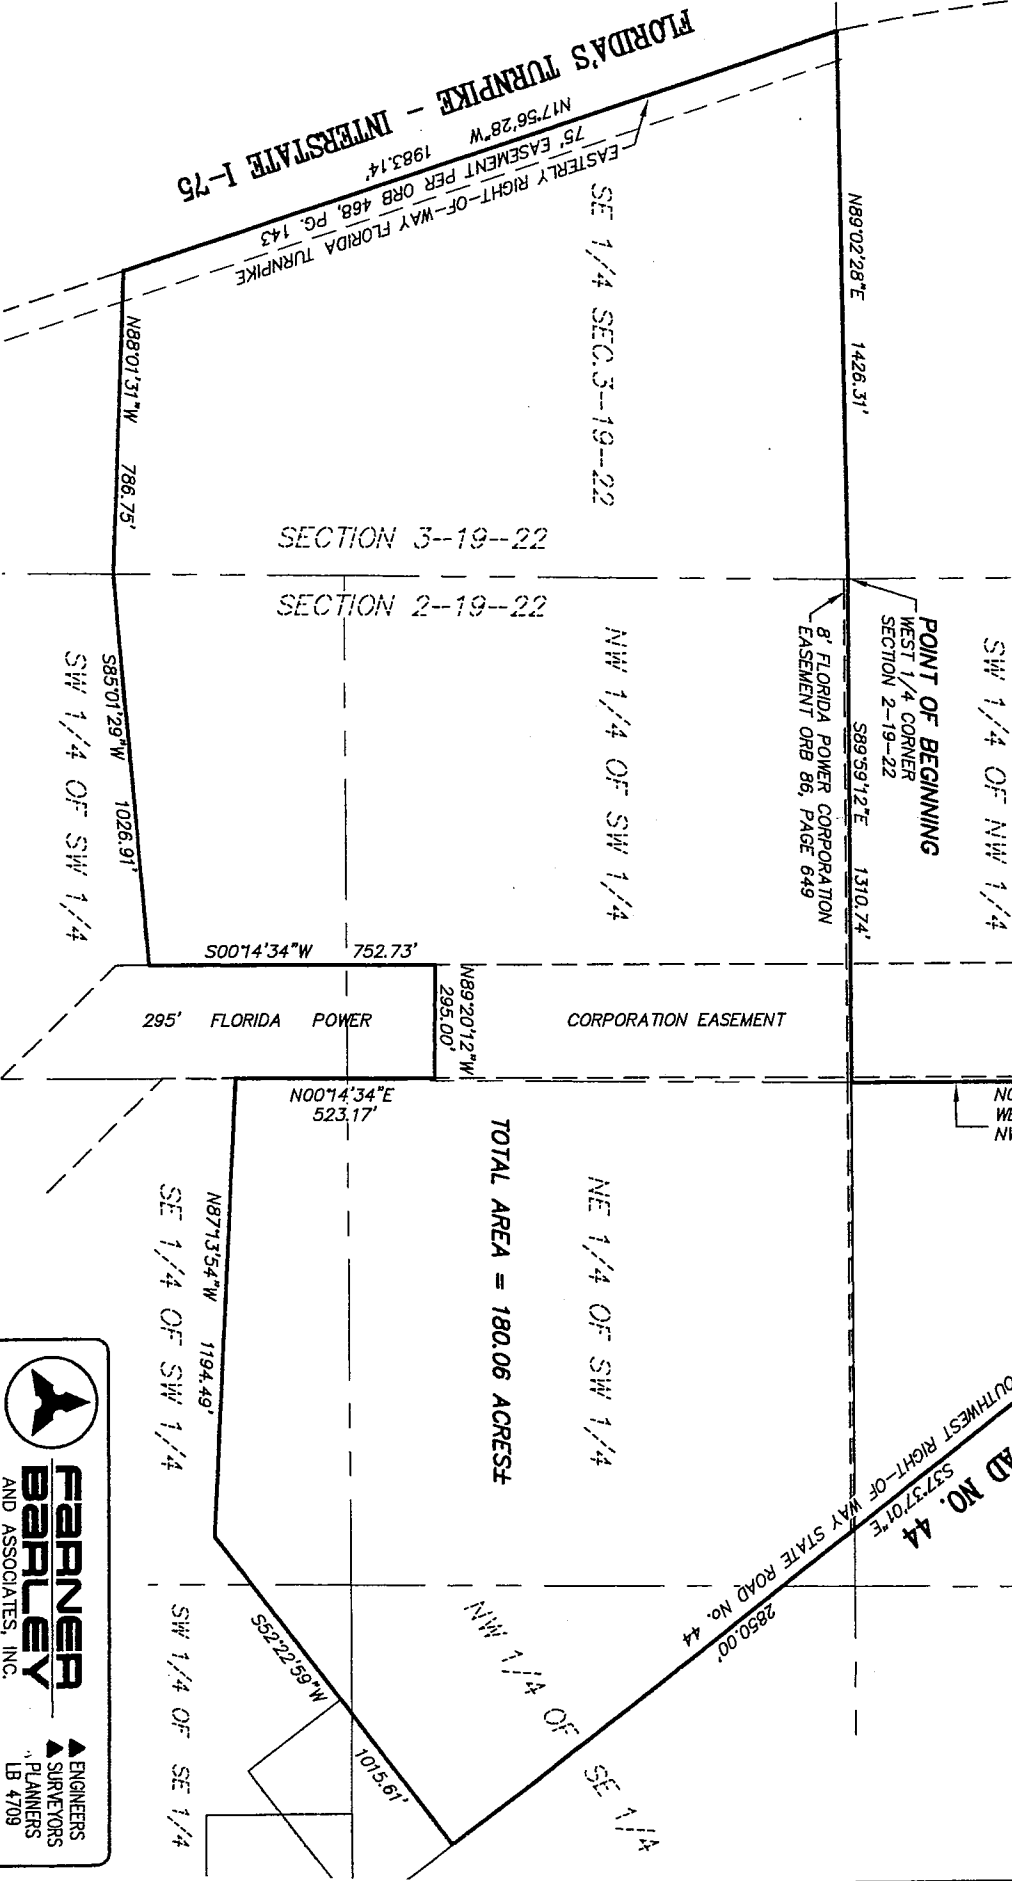 FLORIDA'S TURNPIKE - INTERSTATE I-75
N17°56'28"W 1983.14'
75' EASEMENT PER ORB 468, PG. 143
EASTERLY RIGHT-OF-WAY FLORIDA TURNPIKE
SE 1/4 SEC.3--19--22
N89°02'28"E 1426.31'
N88°01'31"W 786.75'
SECTION 3--19--22
SECTION 2--19--22
POINT OF BEGINNING
WEST 1/4 CORNER
SECTION 2-19-22
SW 1/4 OF NW 1/4
S89°59'12"E 1310.74'
8' FLORIDA POWER CORPORATION
EASEMENT ORB 86, PAGE 649
NW 1/4 OF SW 1/4
S85°01'29"W 1026.91'
SW 1/4 OF SW 1/4
S00°14'34"W 752.73'
N89°20'12"W
295.00'
295' FLORIDA POWER CORPORATION EASEMENT
N00°14'34"E
523.17'
TOTAL AREA = 180.06 ACRES±
NE 1/4 OF SW 1/4
N87°13'54"W 1194.49'
SE 1/4 OF SW 1/4
NO. 44
S37°37'01"E
2850.00'
RIGHT-OF WAY STATE ROAD No. 44
NW 1/4 OF SE 1/4
S52°22'59"W 1015.61'
SW 1/4 OF SE 1/4
FARNER
BARLEY
AND ASSOCIATES, INC.
ENGINEERS
SURVEYORS
PLANNERS
LB 4709